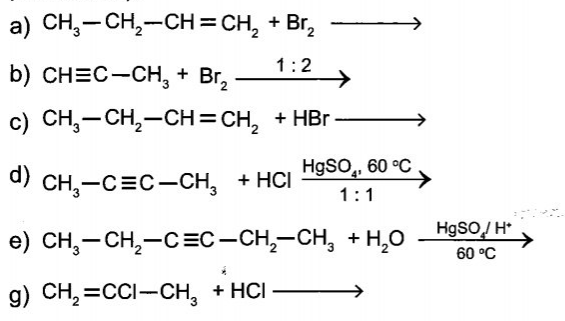 a) CH₃–CH₂–CH=CH₂ + Br₂ ⟶
b) CH≡C–CH₃ + Br₂ 1 : 2 ⟶
c) CH₃–CH₂–CH=CH₂ + HBr ⟶
d) CH₃–C≡C–CH₃ + HCl HgSO₄, 60 °C 1 : 1 ⟶
e) CH₃–CH₂–C≡C–CH₂–CH₃ + H₂O HgSO₄/ H⁺ 60 °C ⟶
g) CH₂=CCl–CH₃ + HCl ⟶